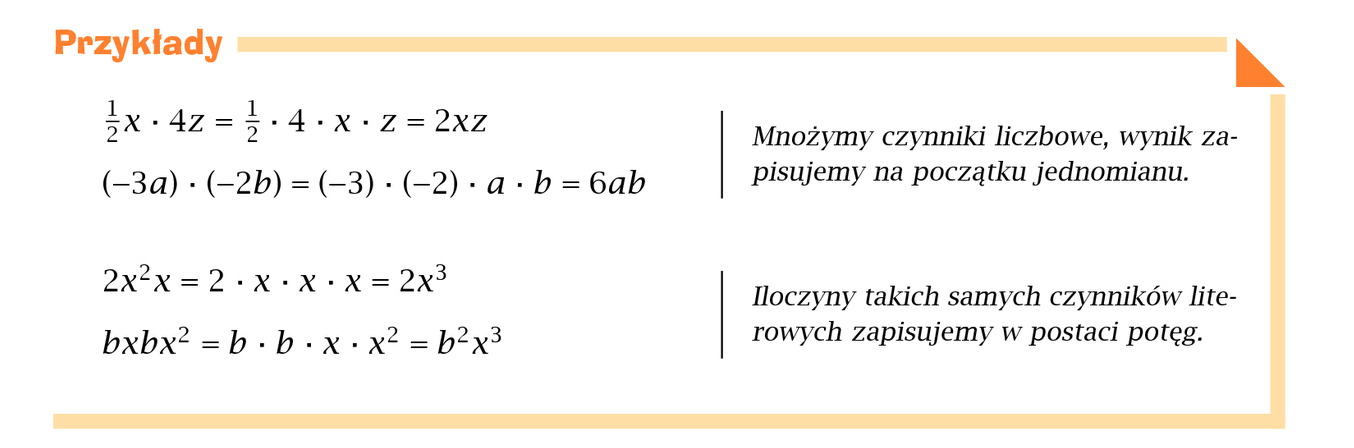 Przykłady
½x · 4z = ½ · 4 · x · z = 2xz
(–3a) · (–2b) = (–3) · (–2) · a · b = 6ab
Mnożymy czynniki liczbowe, wynik za-
pisujemy na początku jednomianu.
2x²x = 2 · x · x · x = 2x³
bxbx² = b · b · x · x² = b²x³
Iloczyny takich samych czynników lite-
rowych zapisujemy w postaci potęg.